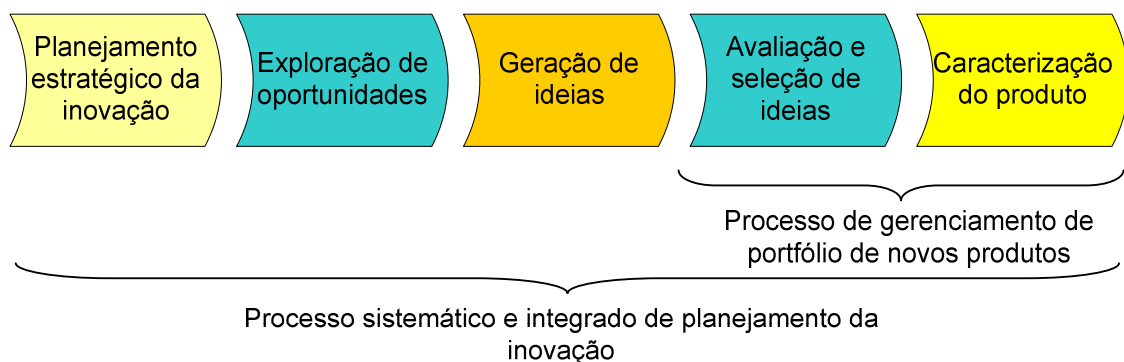 Planejamento
estratégico da
inovação
Exploração de
oportunidades
Geração de
ideias
Avaliação e
seleção de
ideias
Caracterização
do produto
Processo de gerenciamento de
portfólio de novos produtos
Processo sistemático e integrado de planejamento da
inovação